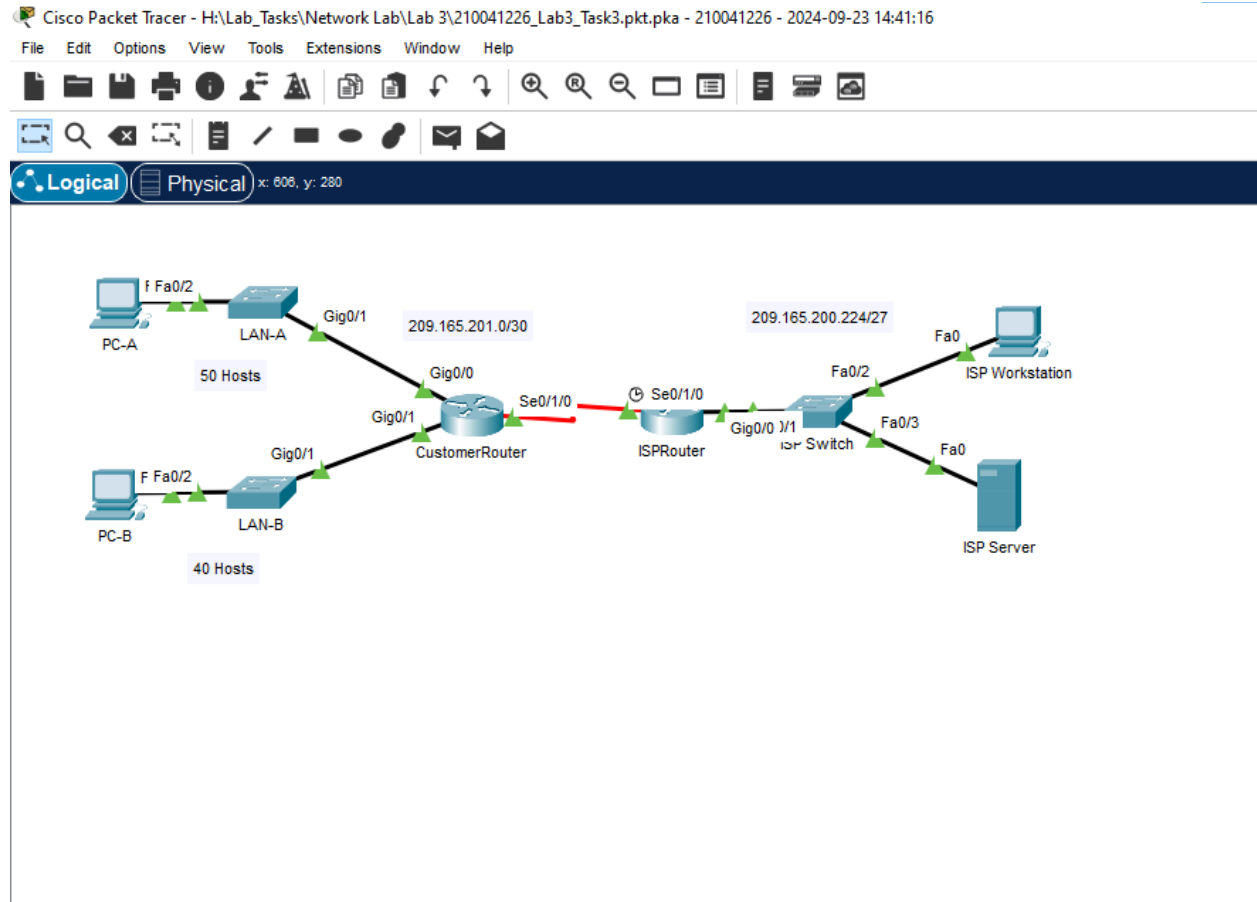 Cisco Packet Tracer - H:\Lab_Tasks\Network Lab\Lab 3\210041226_Lab3_Task3.pkt.pka - 210041226 - 2024-09-23 14:41:16
File Edit Options View Tools Extensions Window Help
Logical Physical x: 606, y: 280
Fa0/2
PC-A
LAN-A
Gig0/1
50 Hosts
209.165.201.0/30
Gig0/0
Gig0/1
Se0/1/0
CustomerRouter
Gig0/1
Fa0/2
PC-B
LAN-B
40 Hosts
Se0/1/0
ISPRouter
Gig0/0
209.165.200.224/27
Fa0/2
Fa0/3
ISP Switch
Fa0
ISP Workstation
Fa0
ISP Server